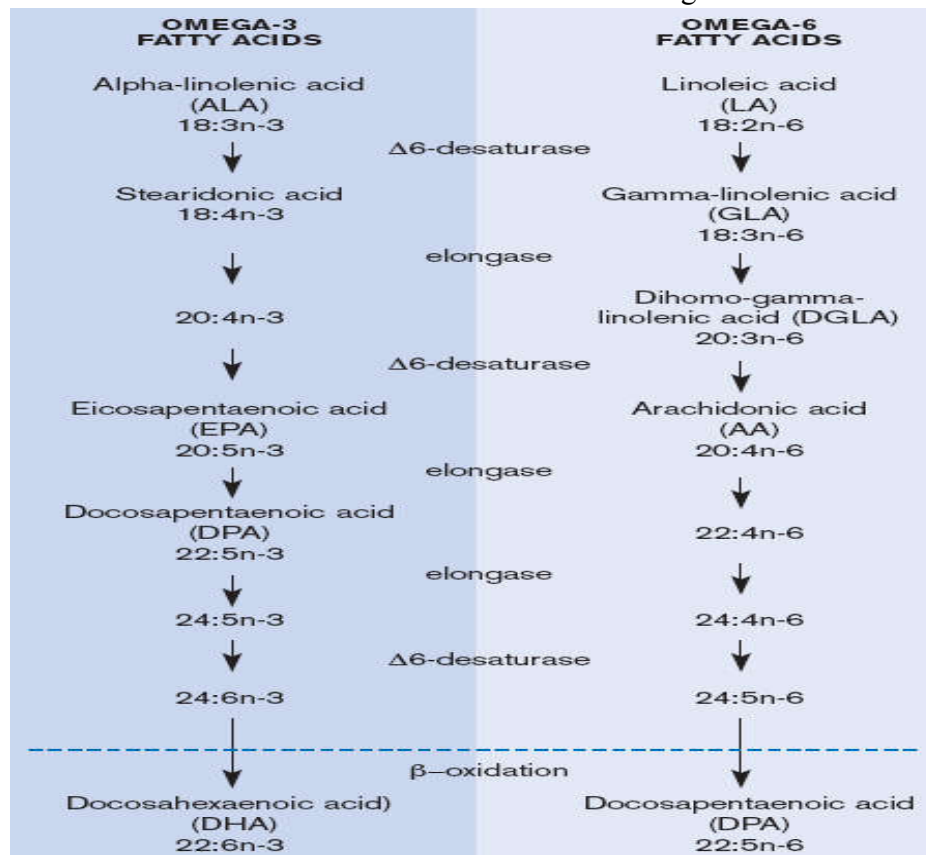 OMEGA-3
FATTY ACIDS
OMEGA-6
FATTY ACIDS
Alpha-linolenic acid
(ALA)
18:3n-3
Linoleic acid
(LA)
18:2n-6
Δ6-desaturase
Stearidonic acid
18:4n-3
Gamma-linolenic acid
(GLA)
18:3n-6
elongase
20:4n-3
Dihomo-gamma-
linolenic acid (DGLA)
20:3n-6
Δ6-desaturase
Eicosapentaenoic acid
(EPA)
20:5n-3
Arachidonic acid
(AA)
20:4n-6
elongase
Docosapentaenoic acid
(DPA)
22:5n-3
22:4n-6
elongase
24:5n-3
24:4n-6
Δ6-desaturase
24:6n-3
24:5n-6
β–oxidation
Docosahexaenoic acid)
(DHA)
22:6n-3
Docosapentaenoic acid
(DPA)
22:5n-6